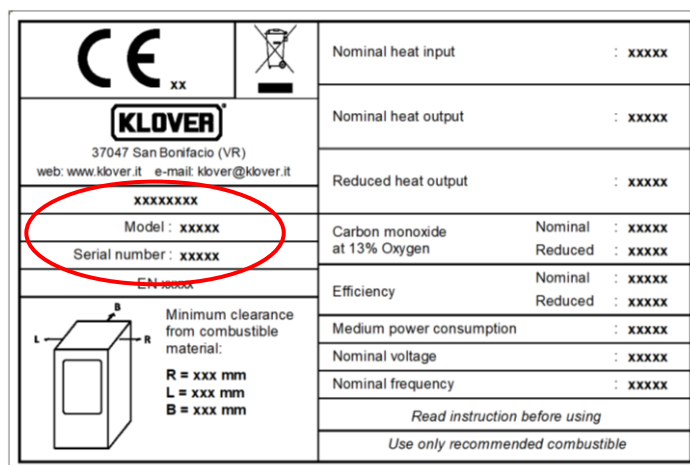 CE xx
KLOVER
37047 San Bonifacio (VR)
web: www.klover.it e-mail: klover@klover.it
xxxxxxxx
Model : xxxxx
Serial number : xxxxx
EN xxxxx
B
L
R
Minimum clearance
from combustible
material:
R = xxx mm
L = xxx mm
B = xxx mm
Nominal heat input : xxxxx
Nominal heat output : xxxxx
Reduced heat output : xxxxx
Carbon monoxide Nominal : xxxxx
at 13% Oxygen Reduced : xxxxx
Efficiency Nominal : xxxxx
Reduced : xxxxx
Medium power consumption : xxxxx
Nominal voltage : xxxxx
Nominal frequency : xxxxx
Read instruction before using
Use only recommended combustible